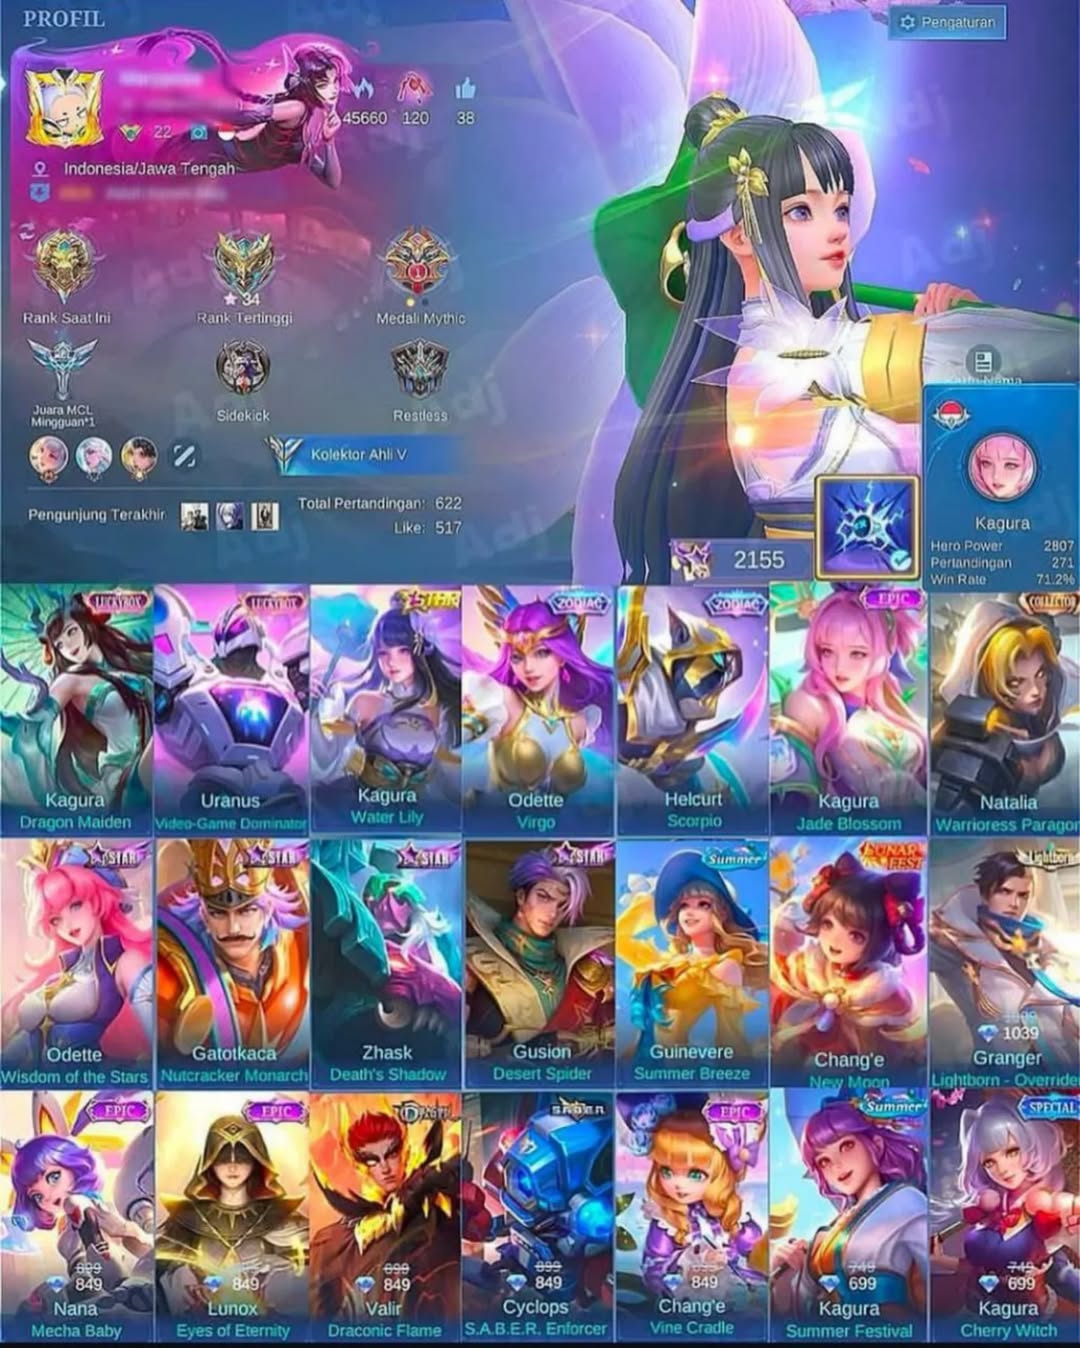 PROFIL
Pengaturan
45660 120 38
22
Indonesia/Jawa Tengah
34
Rank Saat Ini Rank Tertinggi Medali Mythic
Juara MCL
Mingguan*1
Sidekick Restless
Kolektor Ahli V
Pengunjung Terakhir
Total Pertandingan: 622
Like: 517
2155
Kagura
Hero Power 2807
Pertandingan 271
Win Rate 71.2%
Adj
LUCKYBOX LUCKYBOX STAR ZODIAC ZODIAC EPIC COLLECTOR
Kagura Uranus Kagura Odette Helcurt Kagura Natalia
Dragon Maiden Video-Game Dominator Water Lily Virgo Scorpio Jade Blossom Warrioress Paragon
STAR STAR STAR STAR Summer LUNAR FEST Lightborn
1039
Odette Gatotkaca Zhask Gusion Guinevere Chang'e Granger
Wisdom of the Stars Nutcracker Monarch Death's Shadow Desert Spider Summer Breeze New Moon Lightborn - Overrider
EPIC EPIC S.A.B.E.R. EPIC Summer SPECIAL
899 899 899 749 749
849 849 849 849 849 699 699
Nana Lunox Valir Cyclops Chang'e Kagura Kagura
Mecha Baby Eyes of Eternity Draconic Flame S.A.B.E.R. Enforcer Vine Cradle Summer Festival Cherry Witch